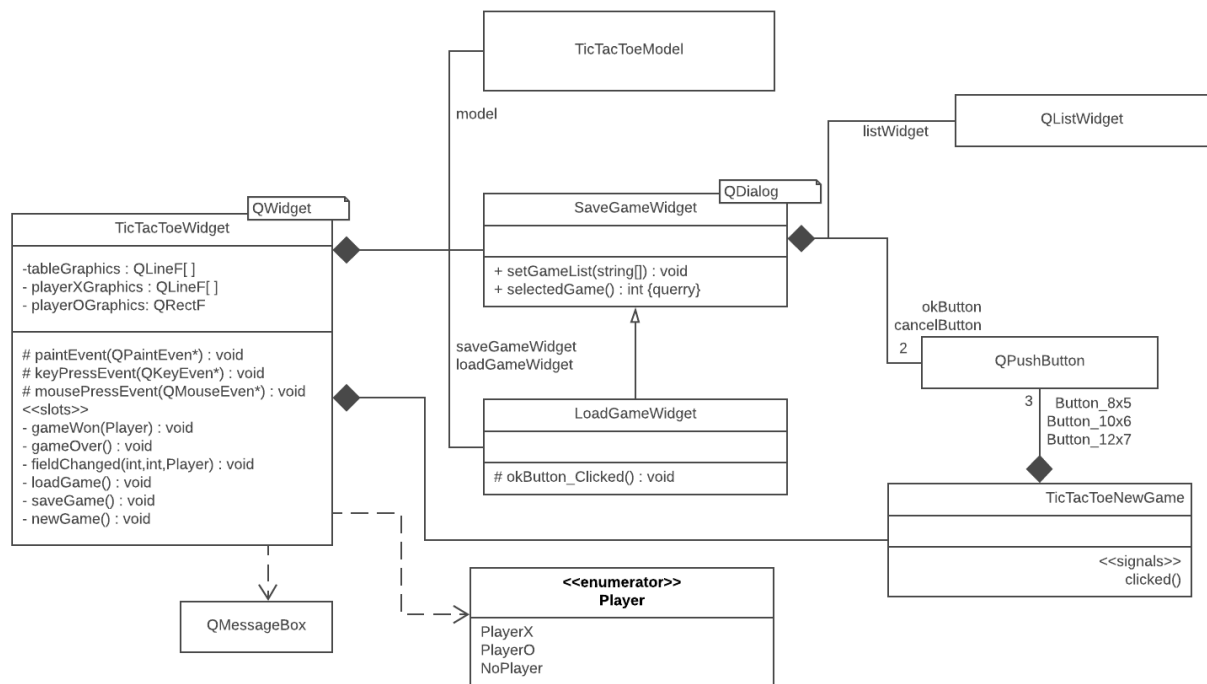 TicTacToeModel
model
QListWidget
listWidget
QWidget
TicTacToeWidget
-tableGraphics : QLineF[ ]
- playerXGraphics : QLineF[ ]
- playerOGraphics: QRectF
# paintEvent(QPaintEven*) : void
# keyPressEvent(QKeyEven*) : void
# mousePressEvent(QMouseEven*) : void
<<slots>>
- gameWon(Player) : void
- gameOver() : void
- fieldChanged(int,int,Player) : void
- loadGame() : void
- saveGame() : void
- newGame() : void
QDialog
SaveGameWidget
+ setGameList(string[]) : void
+ selectedGame() : int {querry}
saveGameWidget
loadGameWidget
LoadGameWidget
# okButton_Clicked() : void
okButton
cancelButton
2
QPushButton
3
Button_8x5
Button_10x6
Button_12x7
TicTacToeNewGame
<<signals>>
clicked()
QMessageBox
<<enumerator>>
Player
PlayerX
PlayerO
NoPlayer